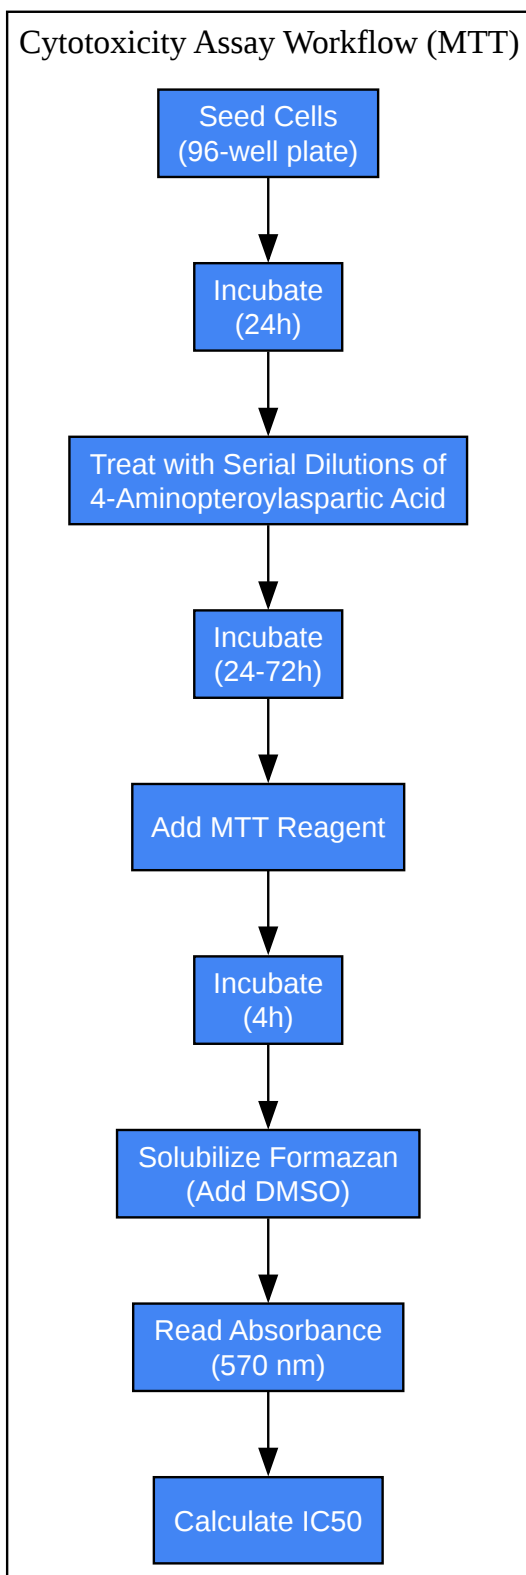 Cytotoxicity Assay Workflow (MTT)
Seed Cells
(96-well plate)
Incubate
(24h)
Treat with Serial Dilutions of
4-Aminopteroylaspartic Acid
Incubate
(24-72h)
Add MTT Reagent
Incubate
(4h)
Solubilize Formazan
(Add DMSO)
Read Absorbance
(570 nm)
Calculate IC50